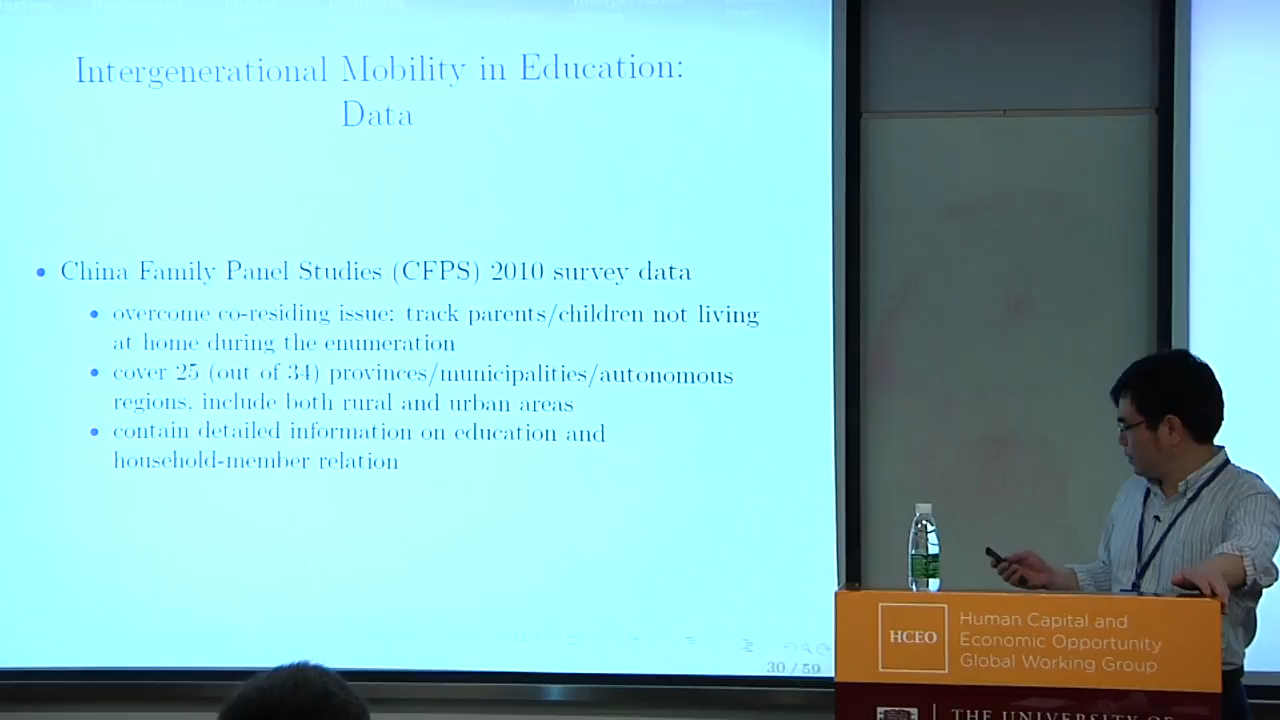 Intergenerational Mobility in Education:
Data
• China Family Panel Studies (CFPS) 2010 survey data
• overcome co-residing issue: track parents/children not living
at home during the enumeration
• cover 25 (out of 34) provinces/municipalities/autonomous
regions, include both rural and urban areas
• contain detailed information on education and
household-member relation
30 / 59
HCEO
Human Capital and
Economic Opportunity
Global Working Group
THE UNIVERSITY OF